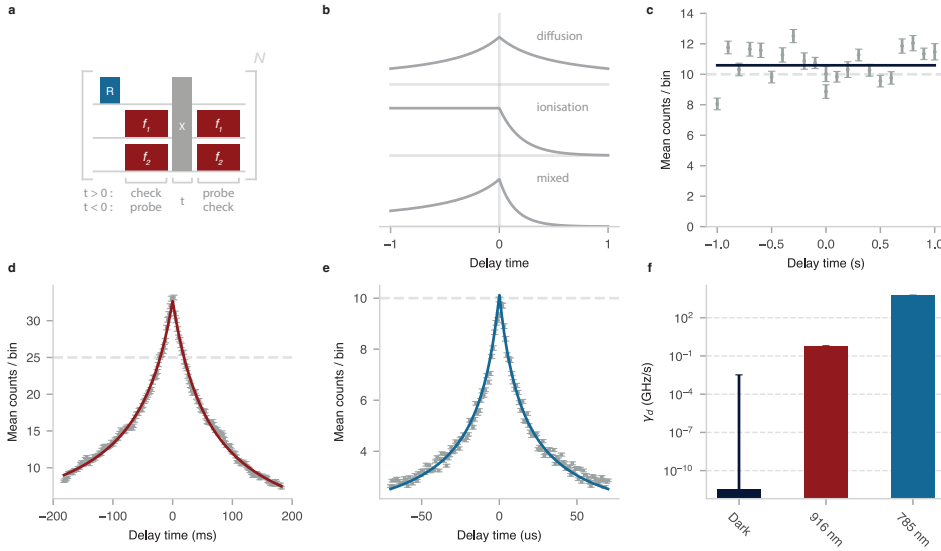 a
N
R
f1
X
f1
f2
f2
t > 0 : check t probe
t < 0 : probe check
b
diffusion
ionisation
mixed
−1 0 1
Delay time
c
Mean counts / bin
14
12
10
8
6
4
2
0
−1.0 −0.5 0.0 0.5 1.0
Delay time (s)
d
Mean counts / bin
30
25
20
15
10
−200 −100 0 100 200
Delay time (ms)
e
Mean counts / bin
10
8
6
4
−50 0 50
Delay time (us)
f
γd (GHz/s)
10²
10⁻¹
10⁻⁴
10⁻⁷
10⁻¹⁰
Dark 916 nm 785 nm